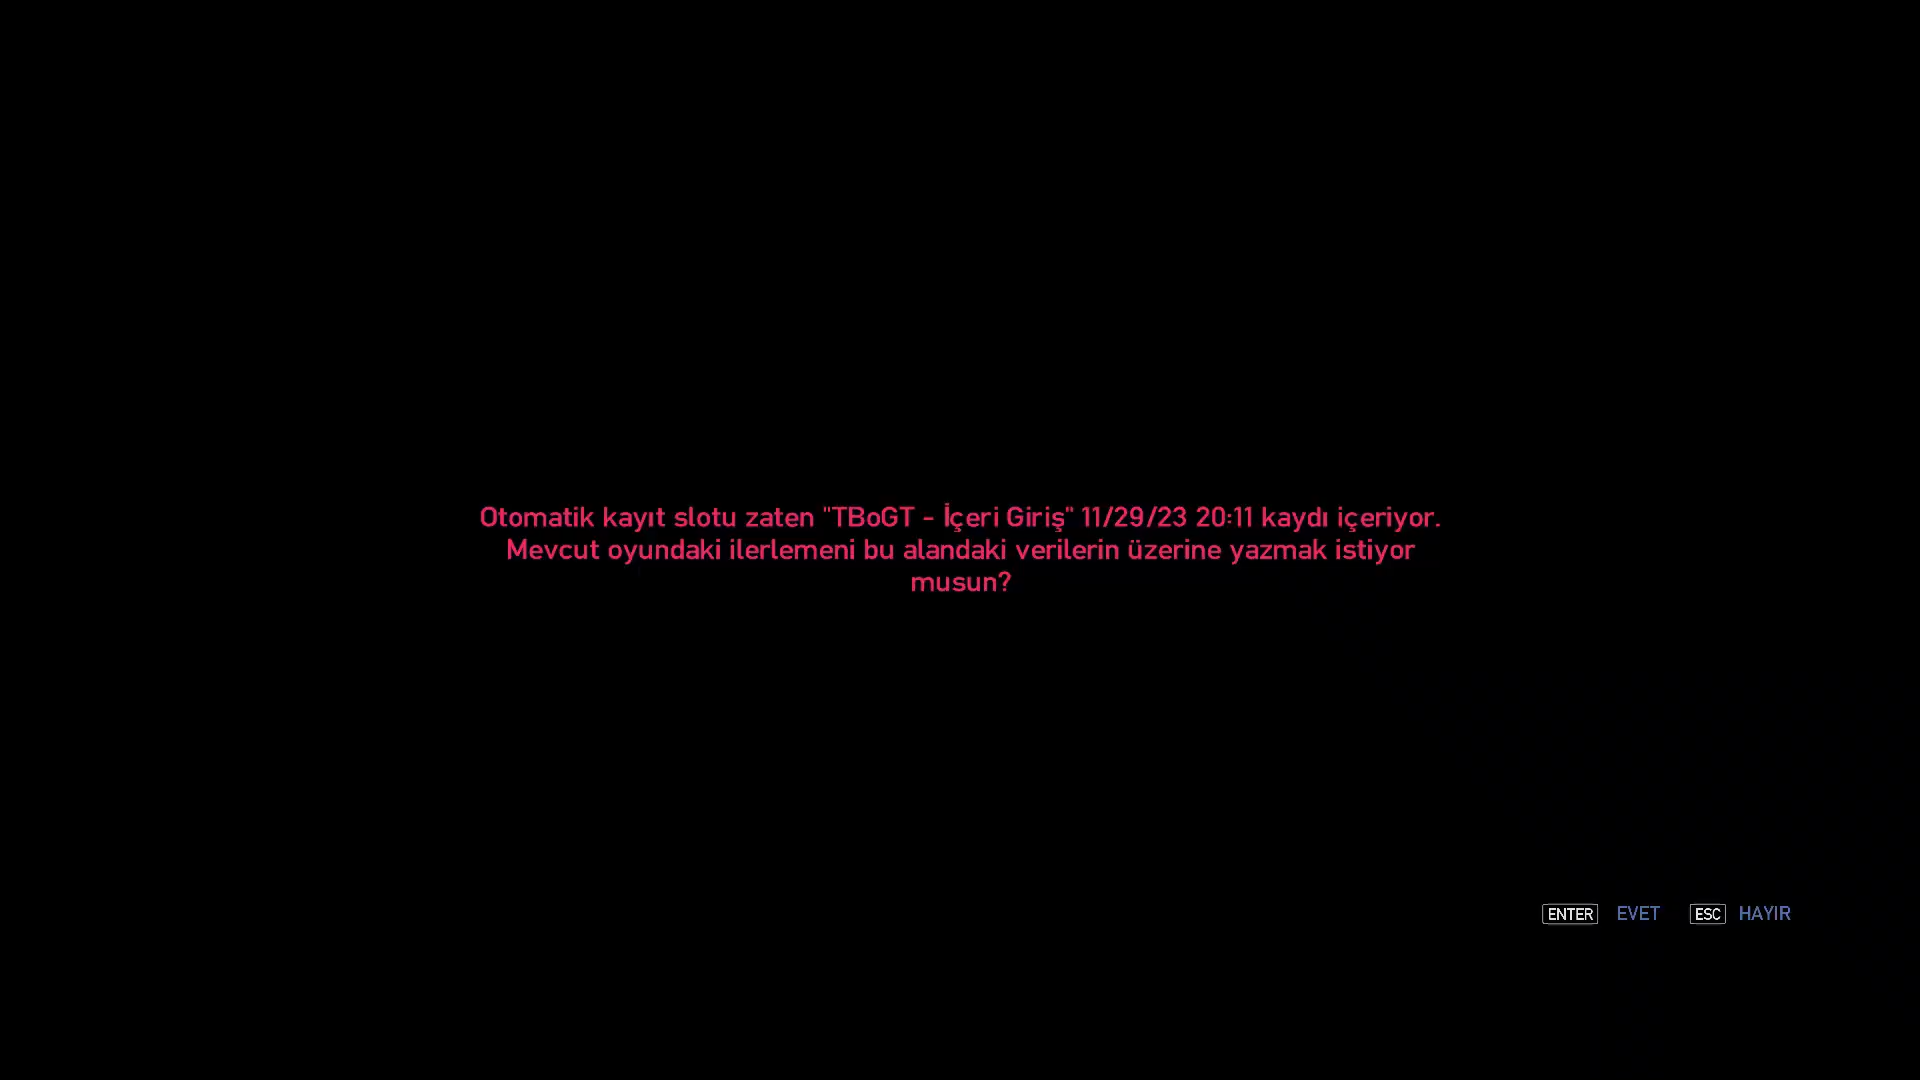 Otomatik kayıt slotu zaten "TBoGT - İçeri Giriş" 11/29/23 20:11 kaydı içeriyor.
Mevcut oyundaki ilerlemeni bu alandaki verilerin üzerine yazmak istiyor
musun?
ENTER EVET ESC HAYIR